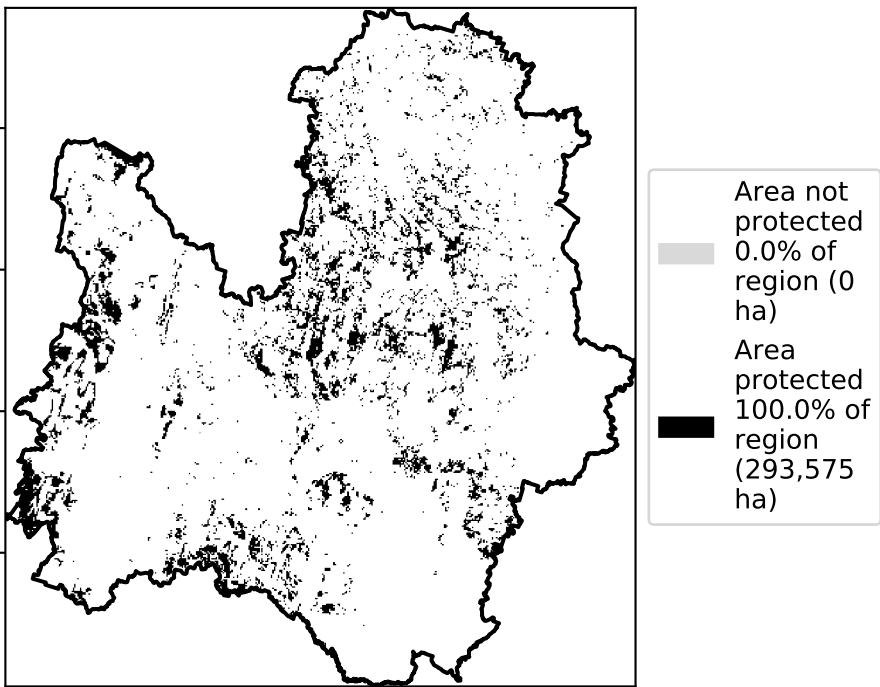 Area not
protected
0.0% of
region (0
ha)
Area
protected
100.0% of
region
(293,575
ha)